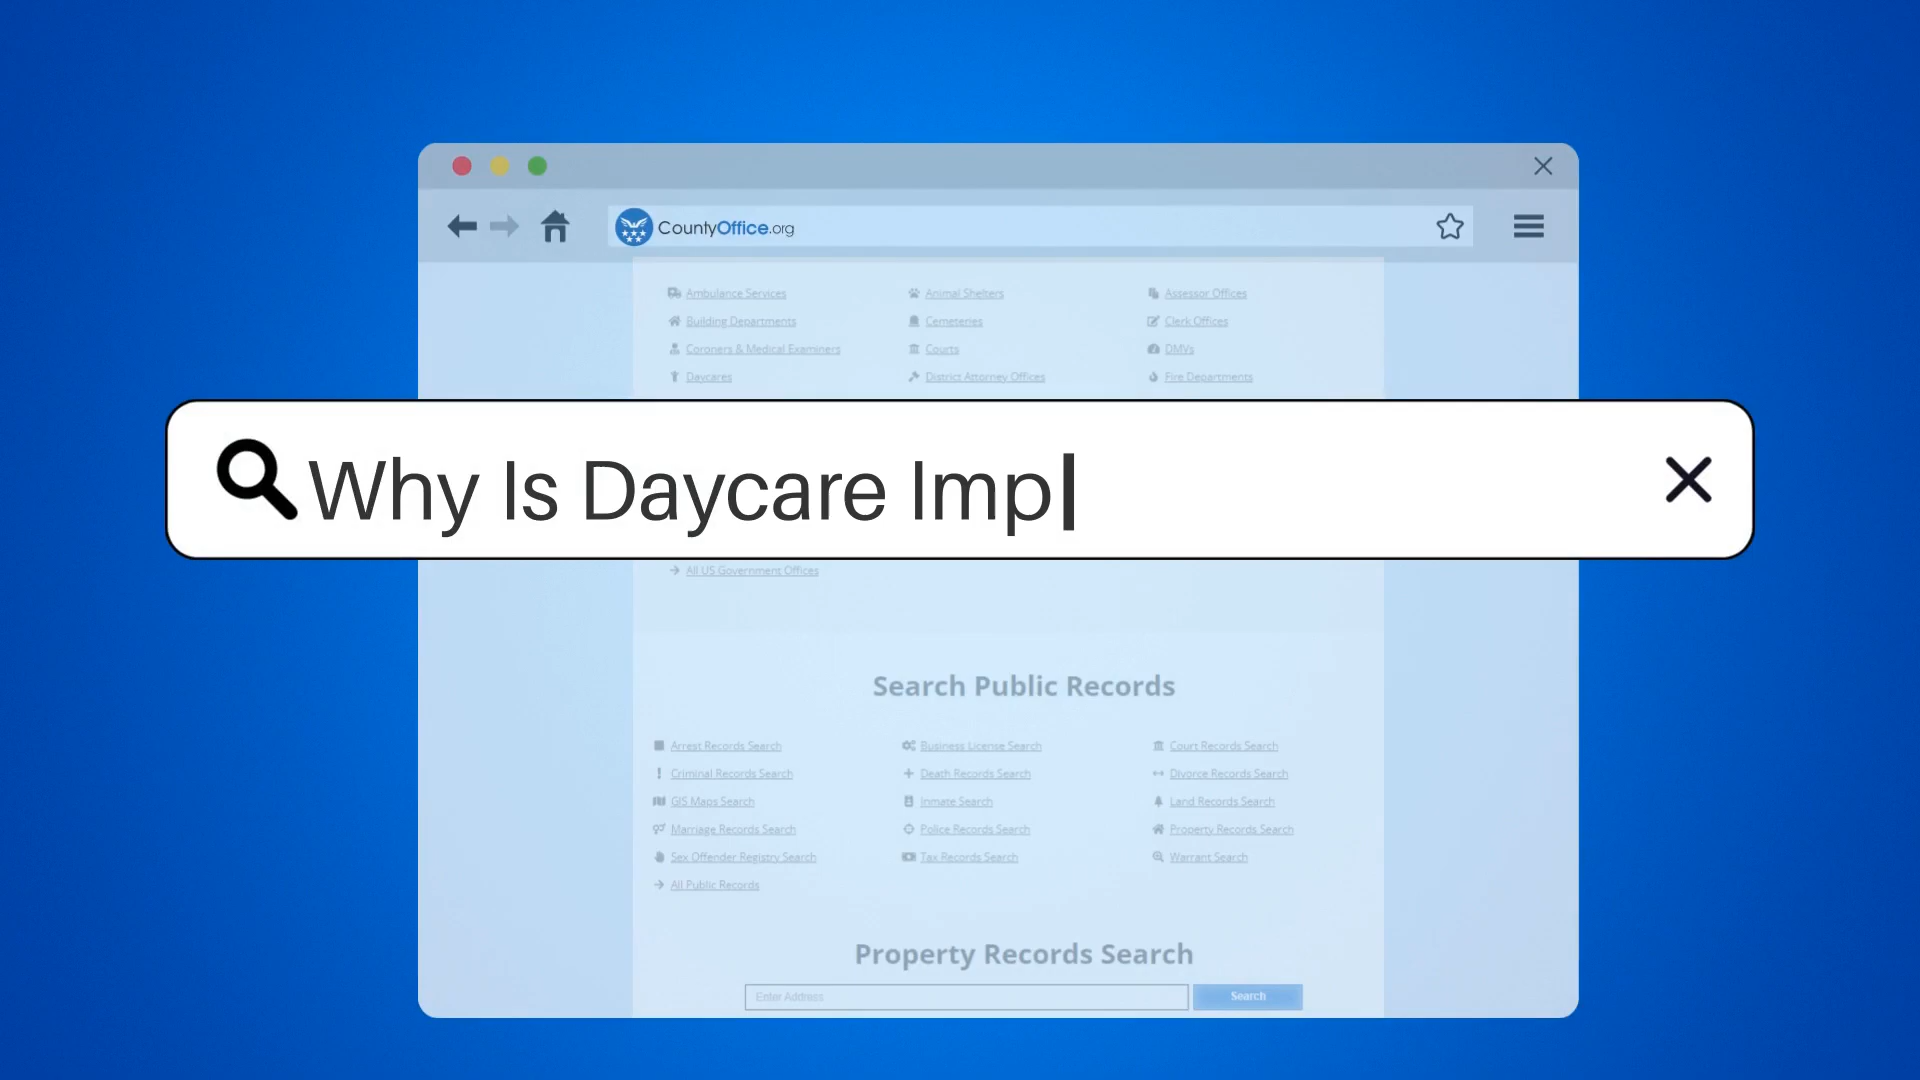 CountyOffice.org
Ambulance Services Animal Shelters Assessor Offices
Building Departments Cemeteries Clerk Offices
Coroners & Medical Examiners Courts DMVs
Daycares District Attorney Offices Fire Departments
Why Is Daycare Imp
All US Government Offices
Search Public Records
Arrest Records Search Business License Search Court Records Search
Criminal Records Search Death Records Search Divorce Records Search
GIS Maps Search Inmate Search Land Records Search
Marriage Records Search Police Records Search Property Records Search
Sex Offender Registry Search Tax Records Search Warrant Search
All Public Records
Property Records Search
Enter Address Search